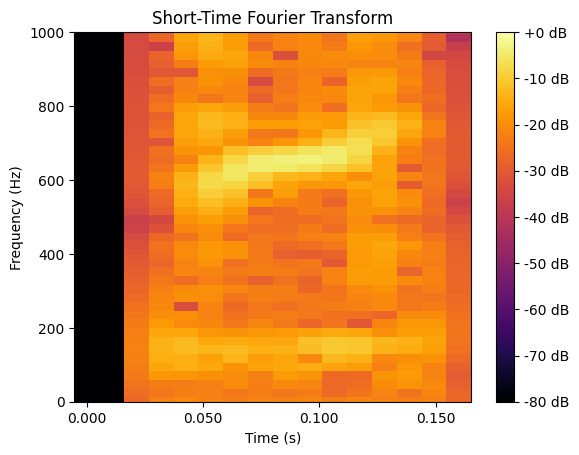 Short-Time Fourier Transform
1000
800
600
400
200
0
Frequency (Hz)
0.000
0.050
0.100
0.150
Time (s)
+0 dB
-10 dB
-20 dB
-30 dB
-40 dB
-50 dB
-60 dB
-70 dB
-80 dB